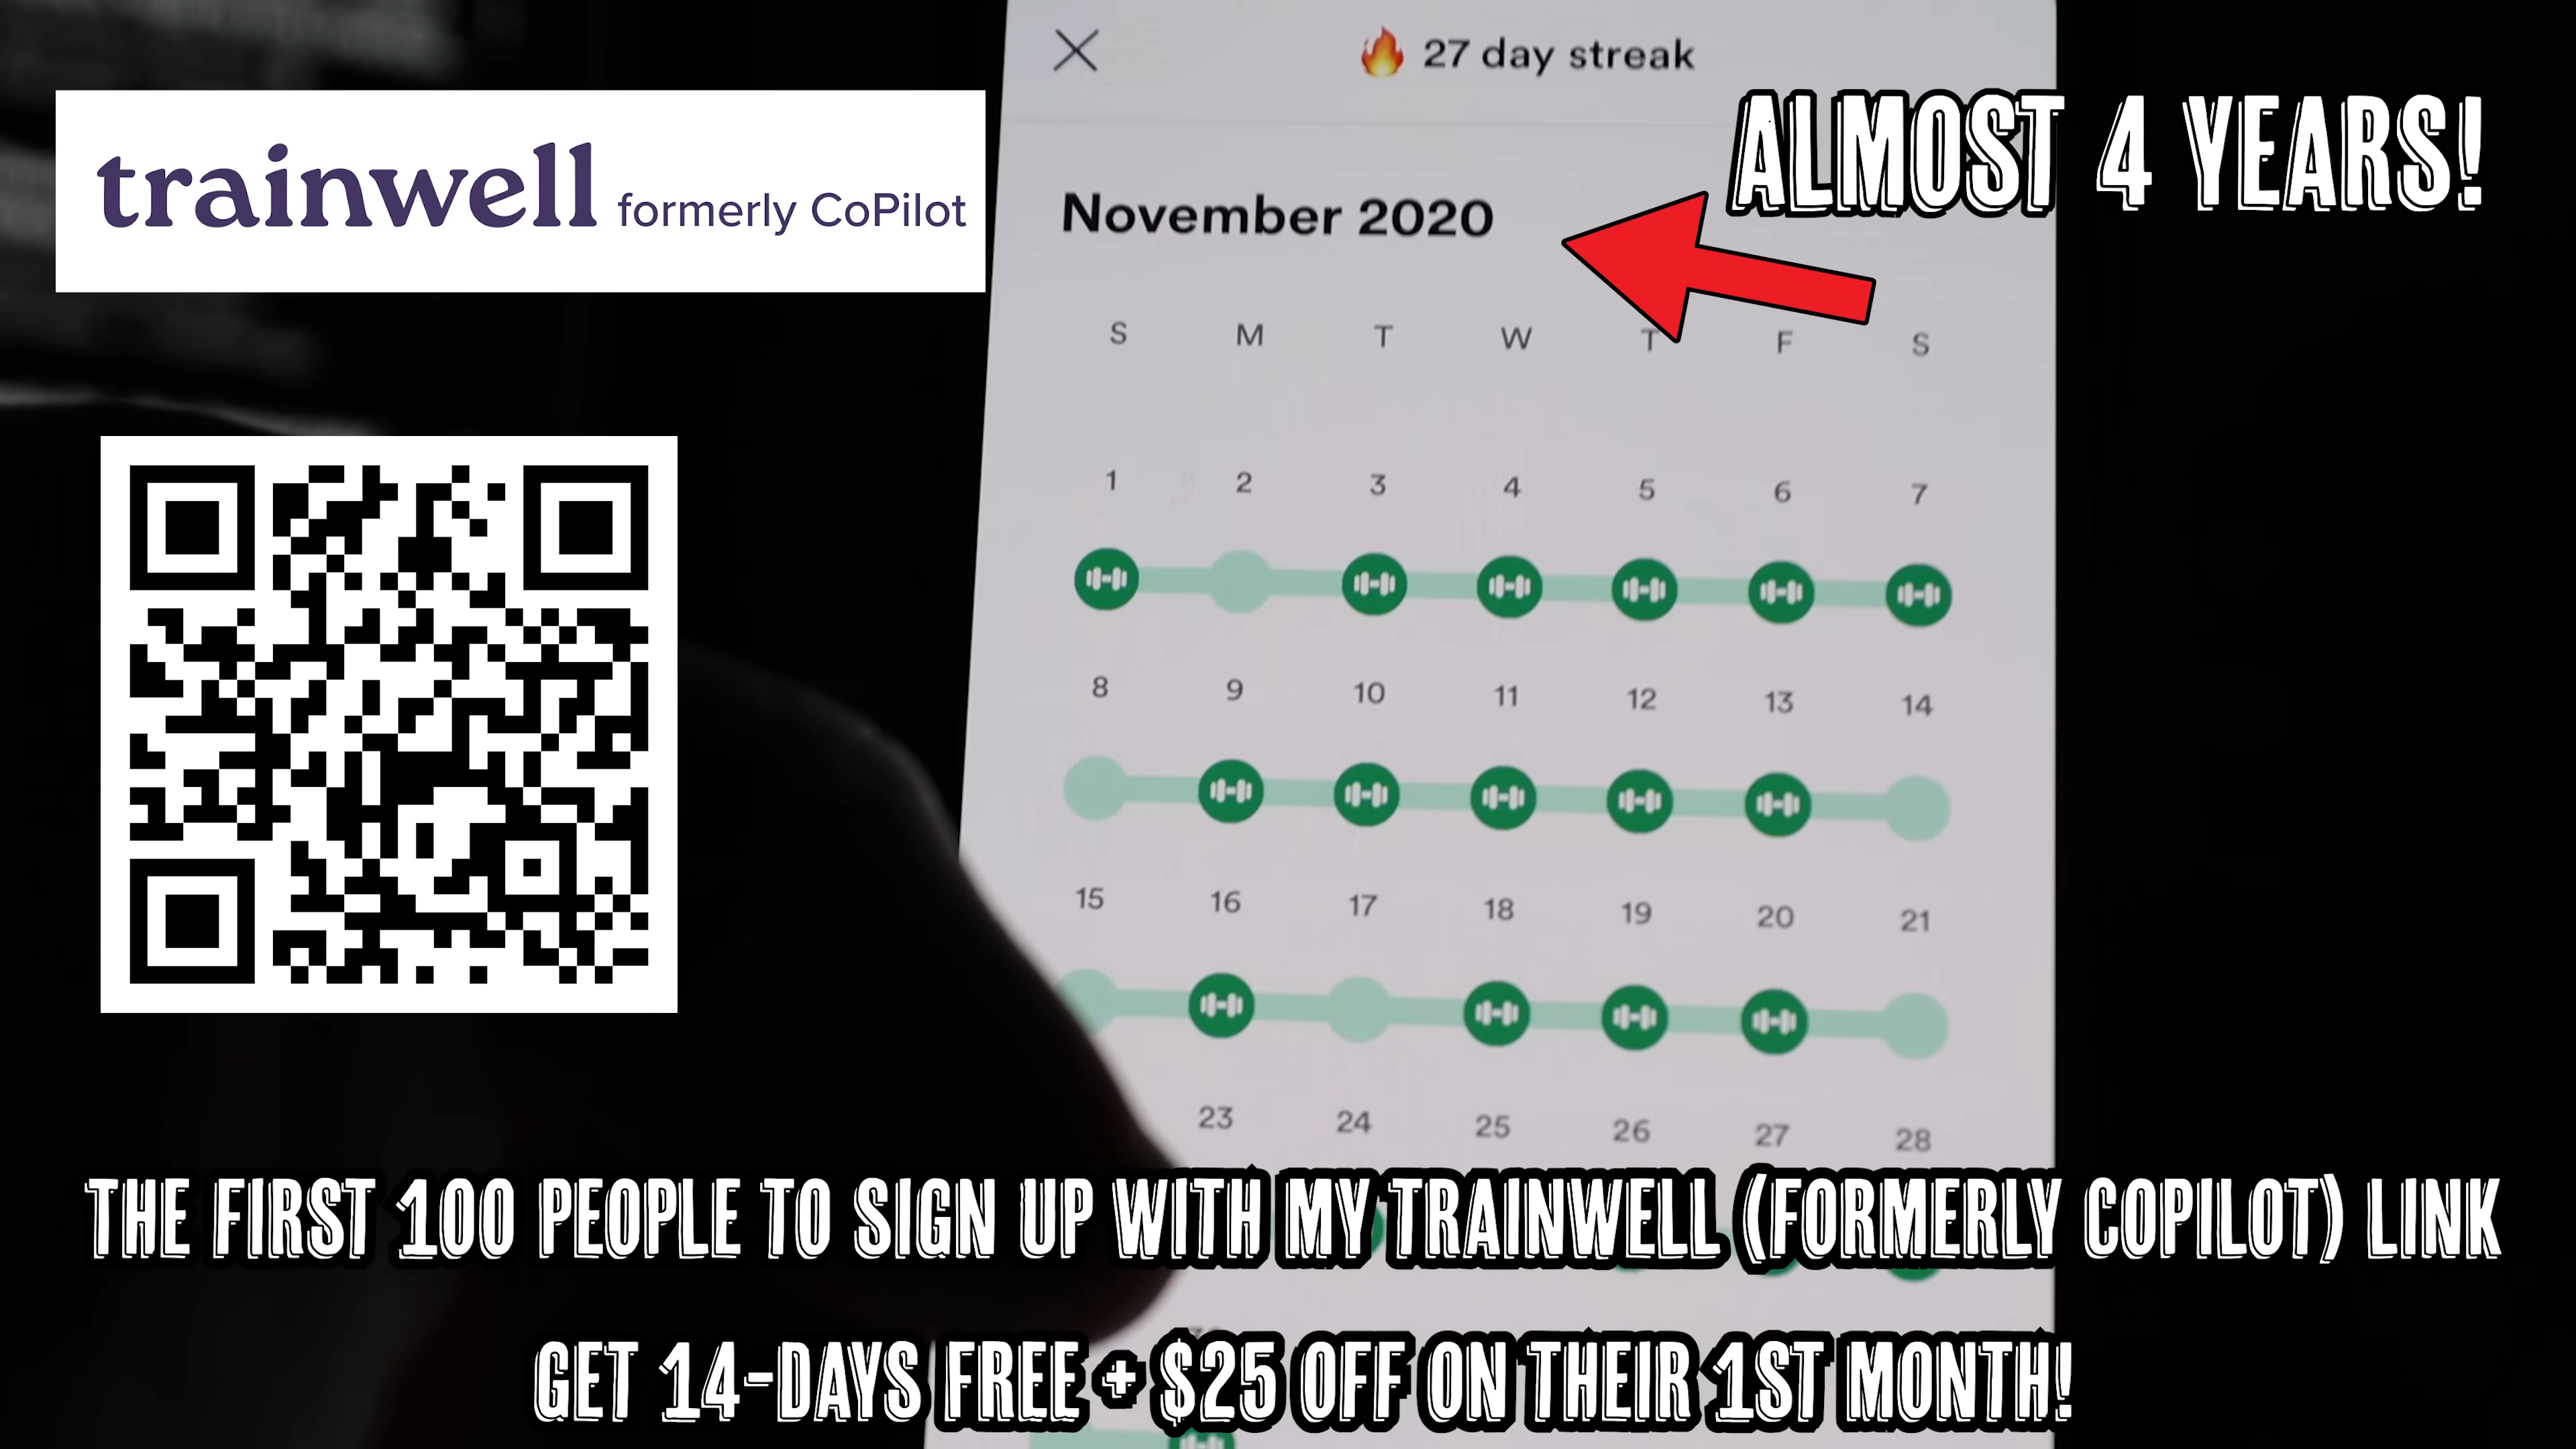 🔥 27 day streak
ALMOST 4 YEARS!
trainwell formerly CoPilot
November 2020
S M T W T F S
1 2 3 4 5 6 7
8 9 10 11 12 13 14
15 16 17 18 19 20 21
23 24 25 26 27 28
THE FIRST 100 PEOPLE TO SIGN UP WITH MY TRAINWELL (FORMERLY COPILOT) LINK
GET 14-DAYS FREE + $25 OFF ON THEIR 1ST MONTH!